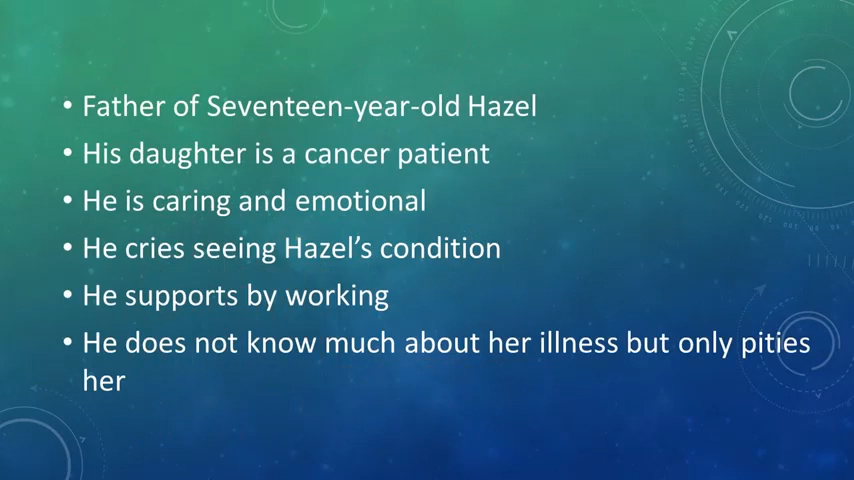 • Father of Seventeen-year-old Hazel
• His daughter is a cancer patient
• He is caring and emotional
• He cries seeing Hazel’s condition
• He supports by working
• He does not know much about her illness but only pities
her